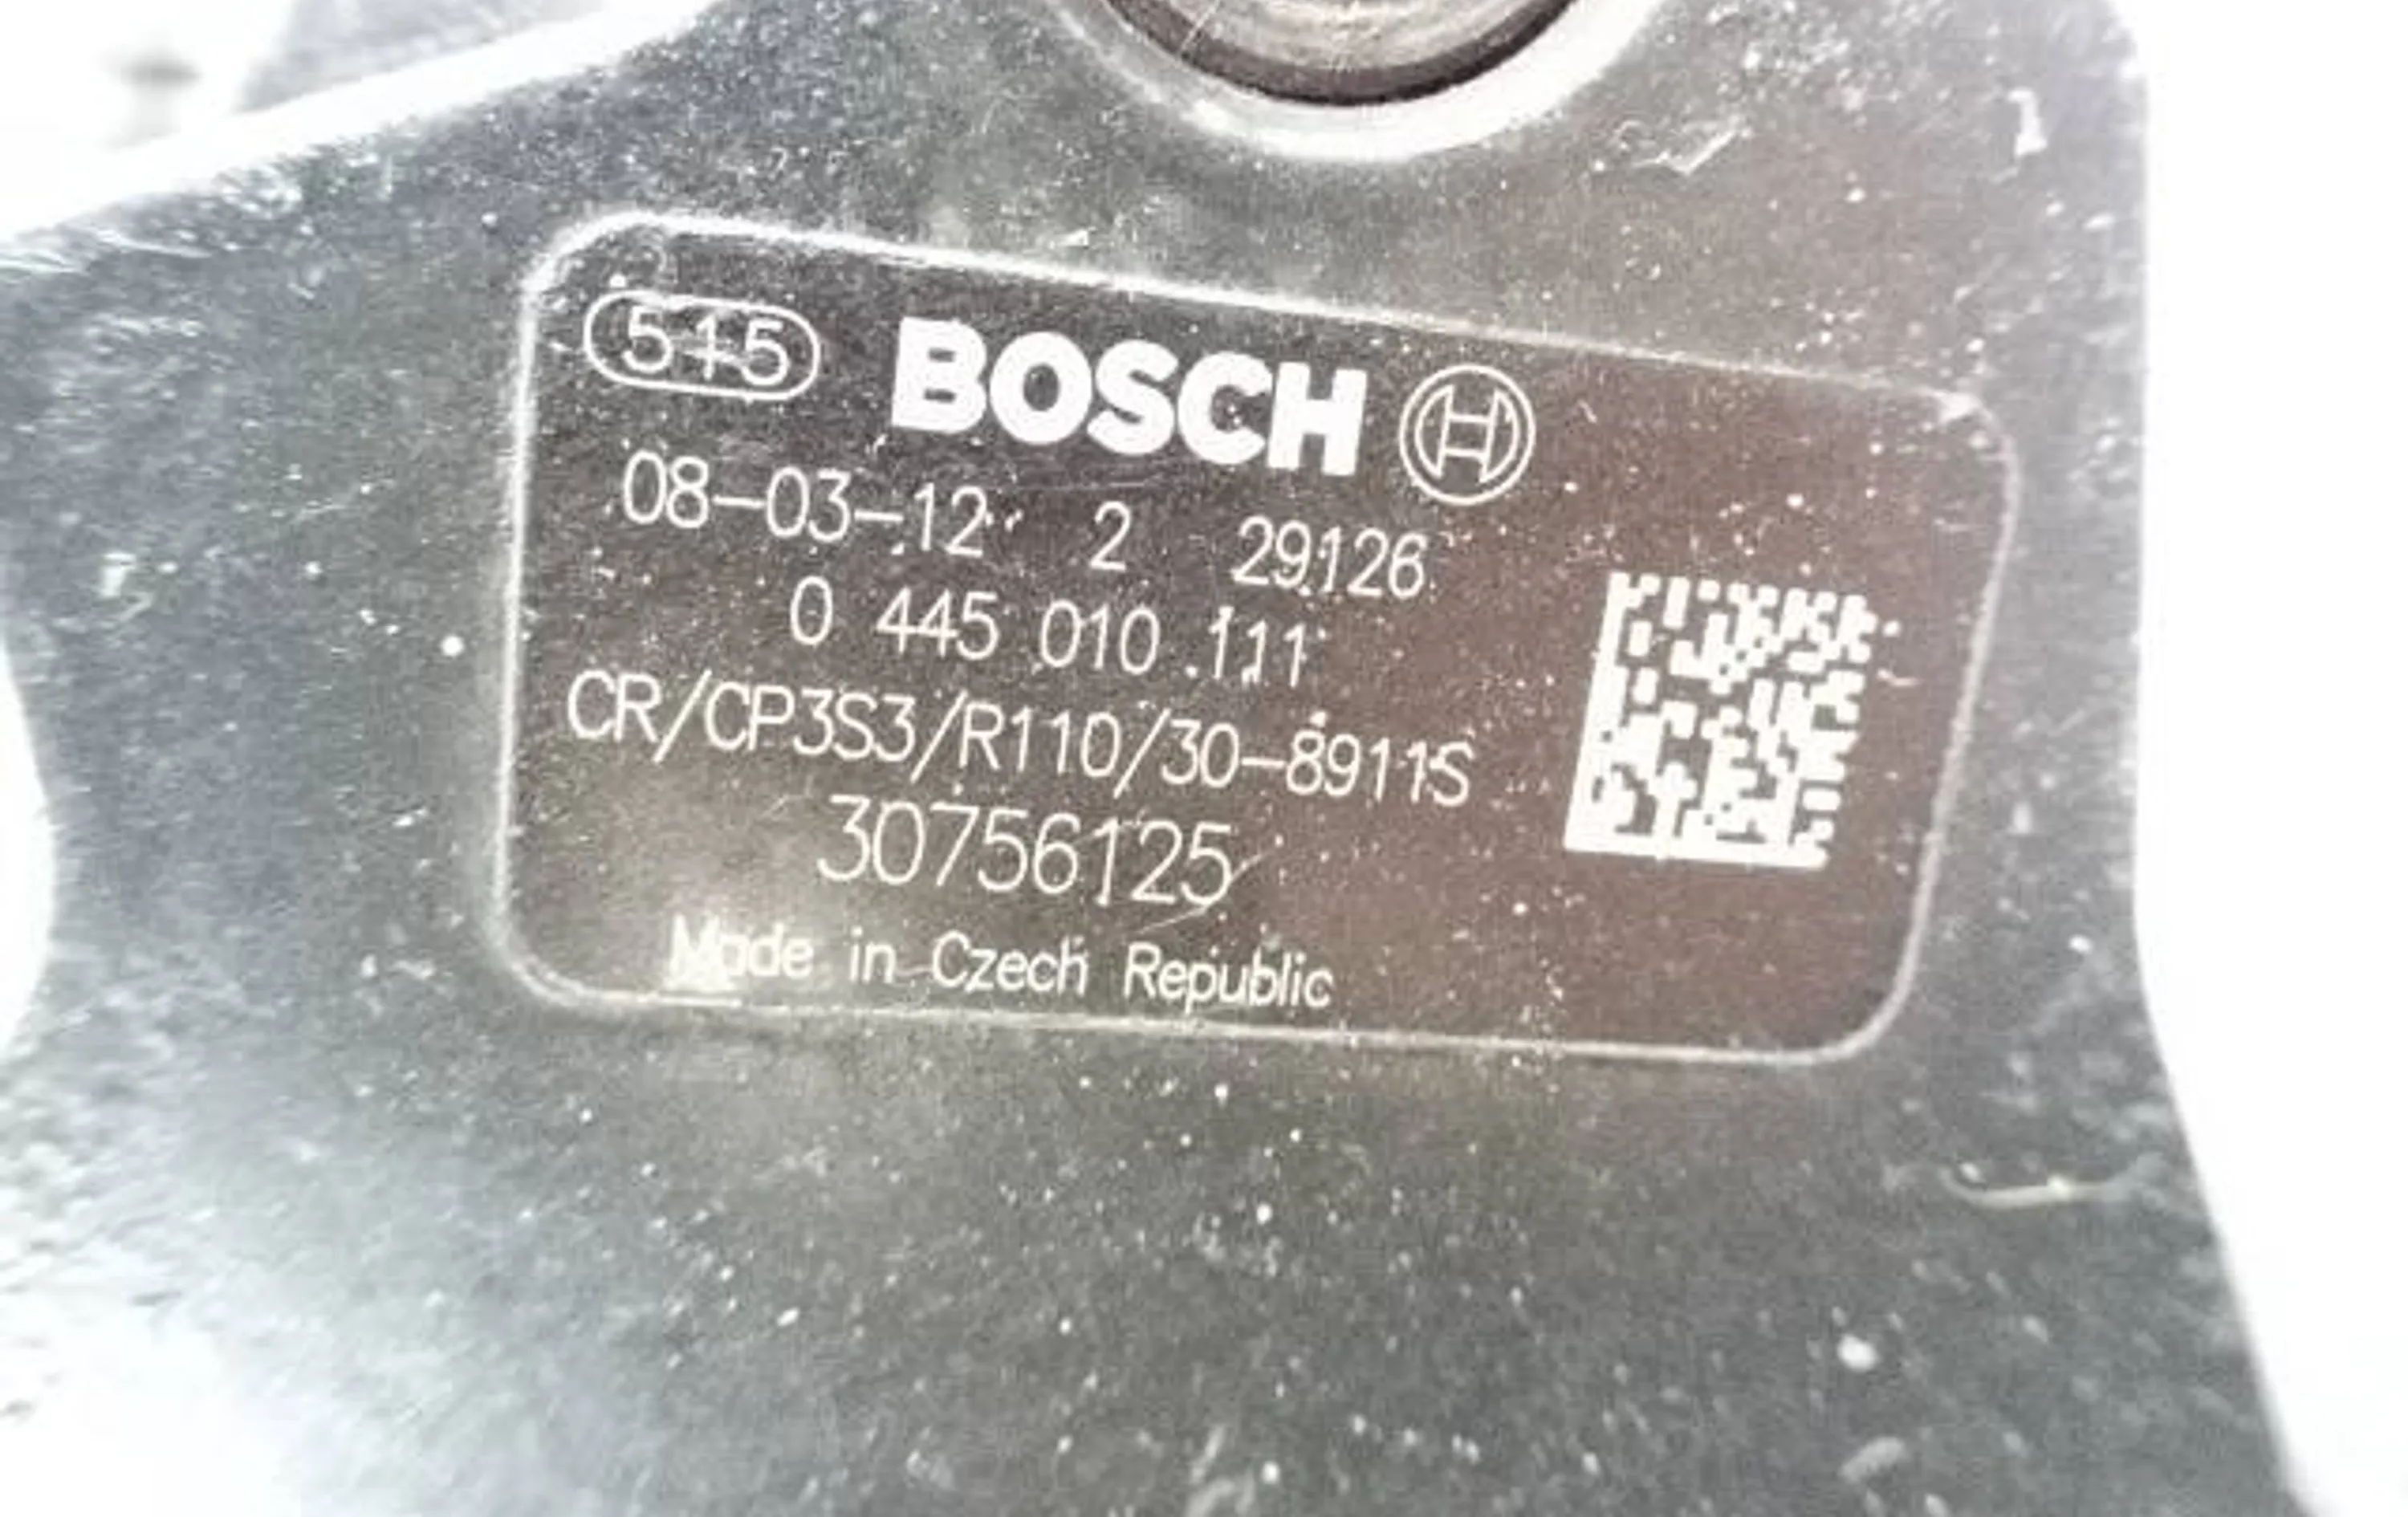 545 BOSCH
08-03-12 2 29126
0 445 010 111
CR/CP3S3/R110/30-8911S
30756125
Made in Czech Republic